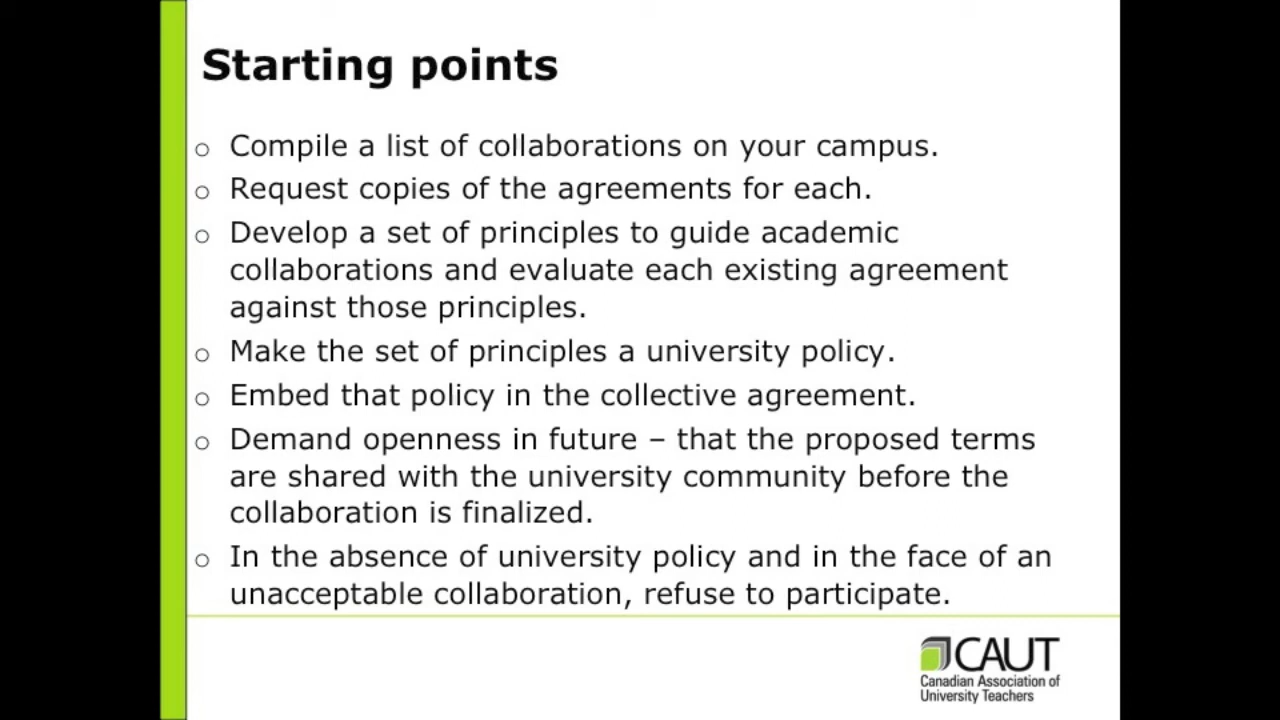 Starting points
o Compile a list of collaborations on your campus.
o Request copies of the agreements for each.
o Develop a set of principles to guide academic
collaborations and evaluate each existing agreement
against those principles.
o Make the set of principles a university policy.
o Embed that policy in the collective agreement.
o Demand openness in future – that the proposed terms
are shared with the university community before the
collaboration is finalized.
o In the absence of university policy and in the face of an
unacceptable collaboration, refuse to participate.
CAUT
Canadian Association of
University Teachers